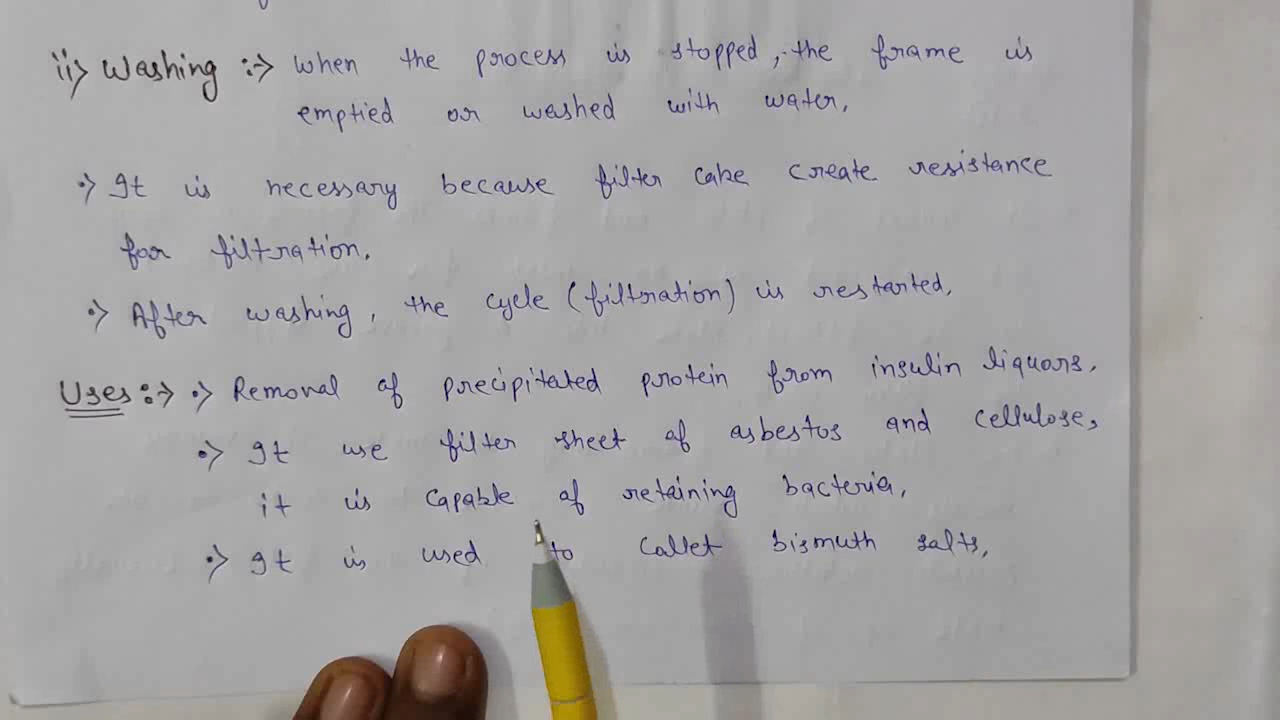 ii) Washing :→ When the process is stopped, the frame is
emptied or washed with water.
•> It is necessary because filter cake create resistance
for filtration.
•> After washing, the cycle (filtration) is restarted.
Uses :→ •> Removal of precipitated protein from insulin liquors.
•> It use filter sheet of asbestos and cellulose,
it is capable of retaining bacteria.
•> It is used to collet bismuth salts.